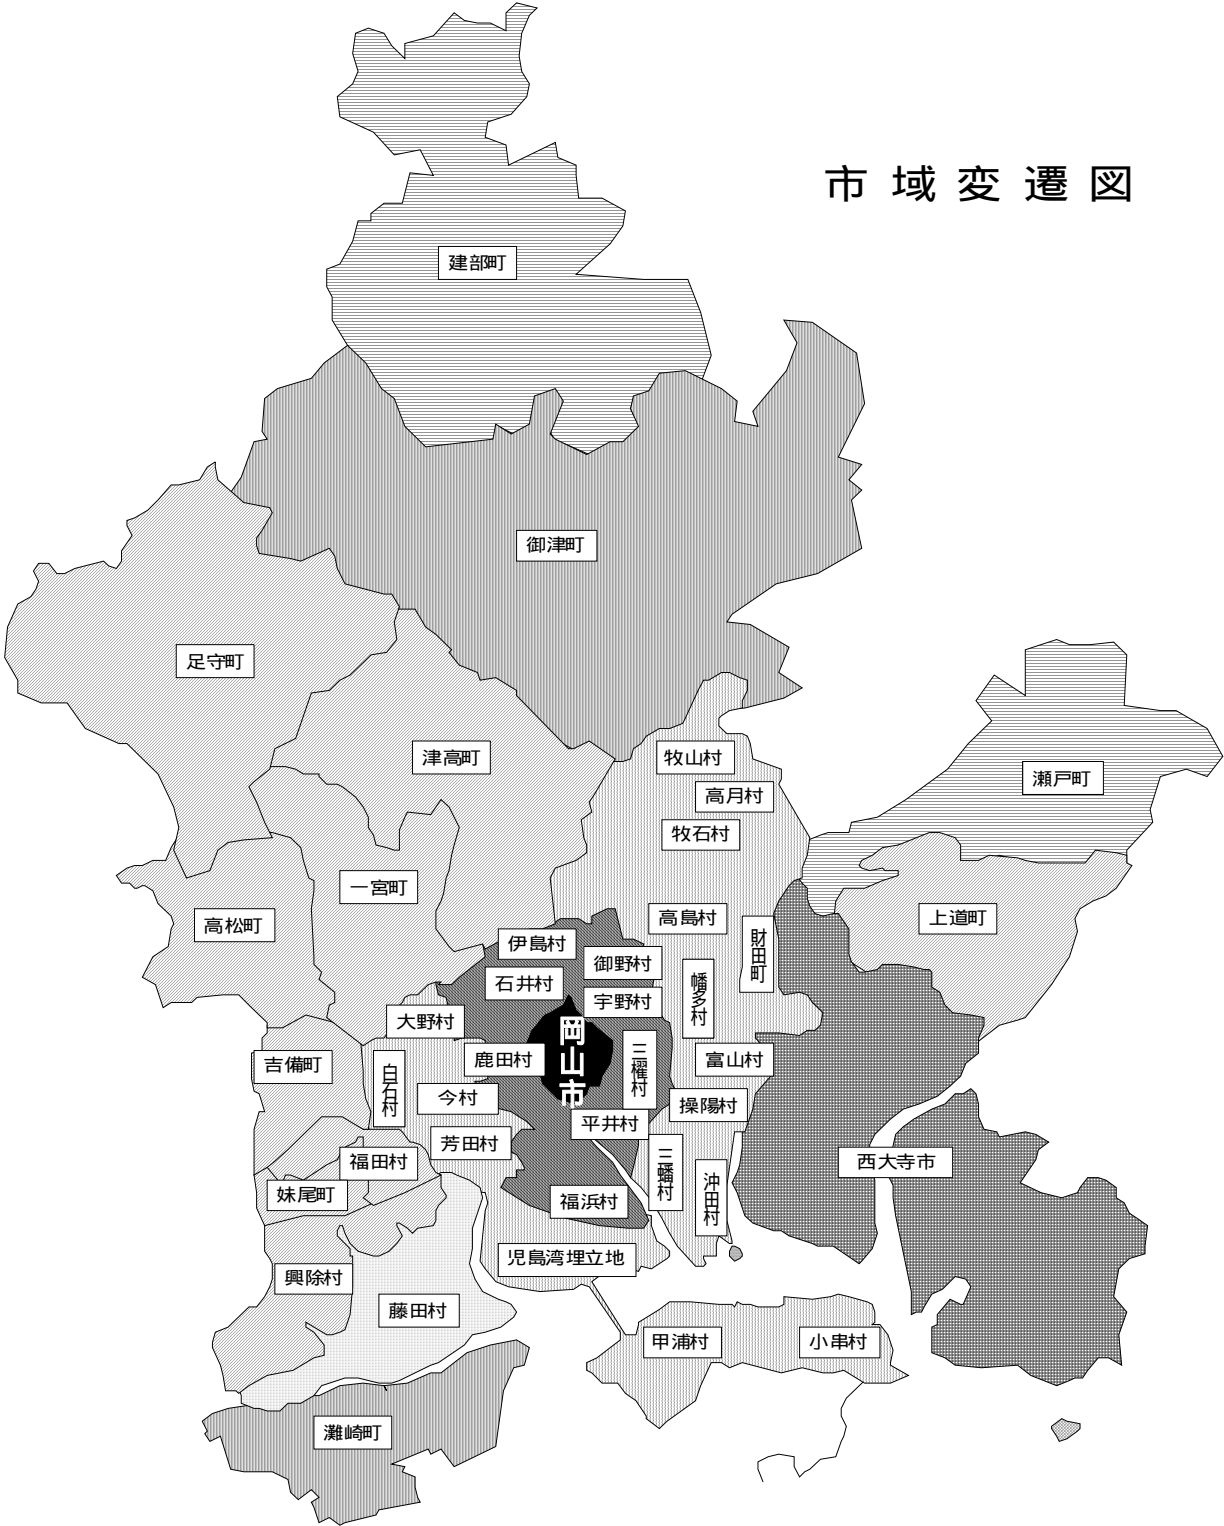 市域変遷図
建部町
御津町
足守町
津高町
牧山村
瀬戸町
高月村
牧石村
一宮町
高松町
高島村
上道町
財田町
伊島村
御野村
石井村
幡多村
宇野村
大野村
岡山市
三櫂村
鹿田村
富山村
吉備町
白石村
今村
操陽村
平井村
芳田村
三蟠村
福田村
西大寺市
沖田村
妹尾町
福浜村
児島湾埋立地
興除村
藤田村
甲浦村
小串村
灘崎町